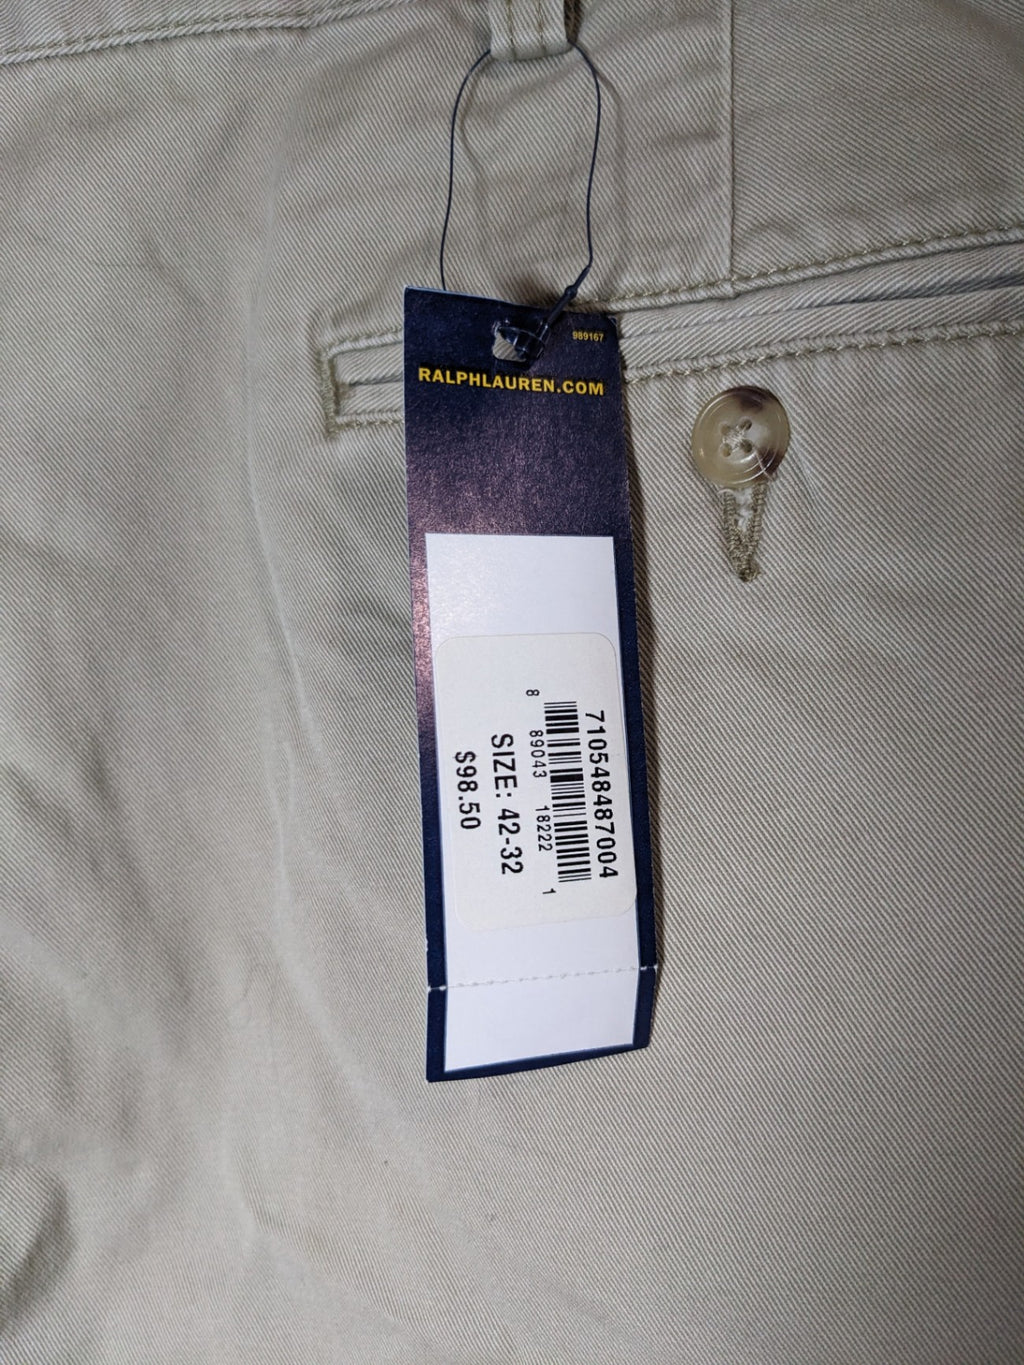 989167
RALPHLAUREN.COM
710548487004
8 89043 18222 1
SIZE: 42-32
$98.50